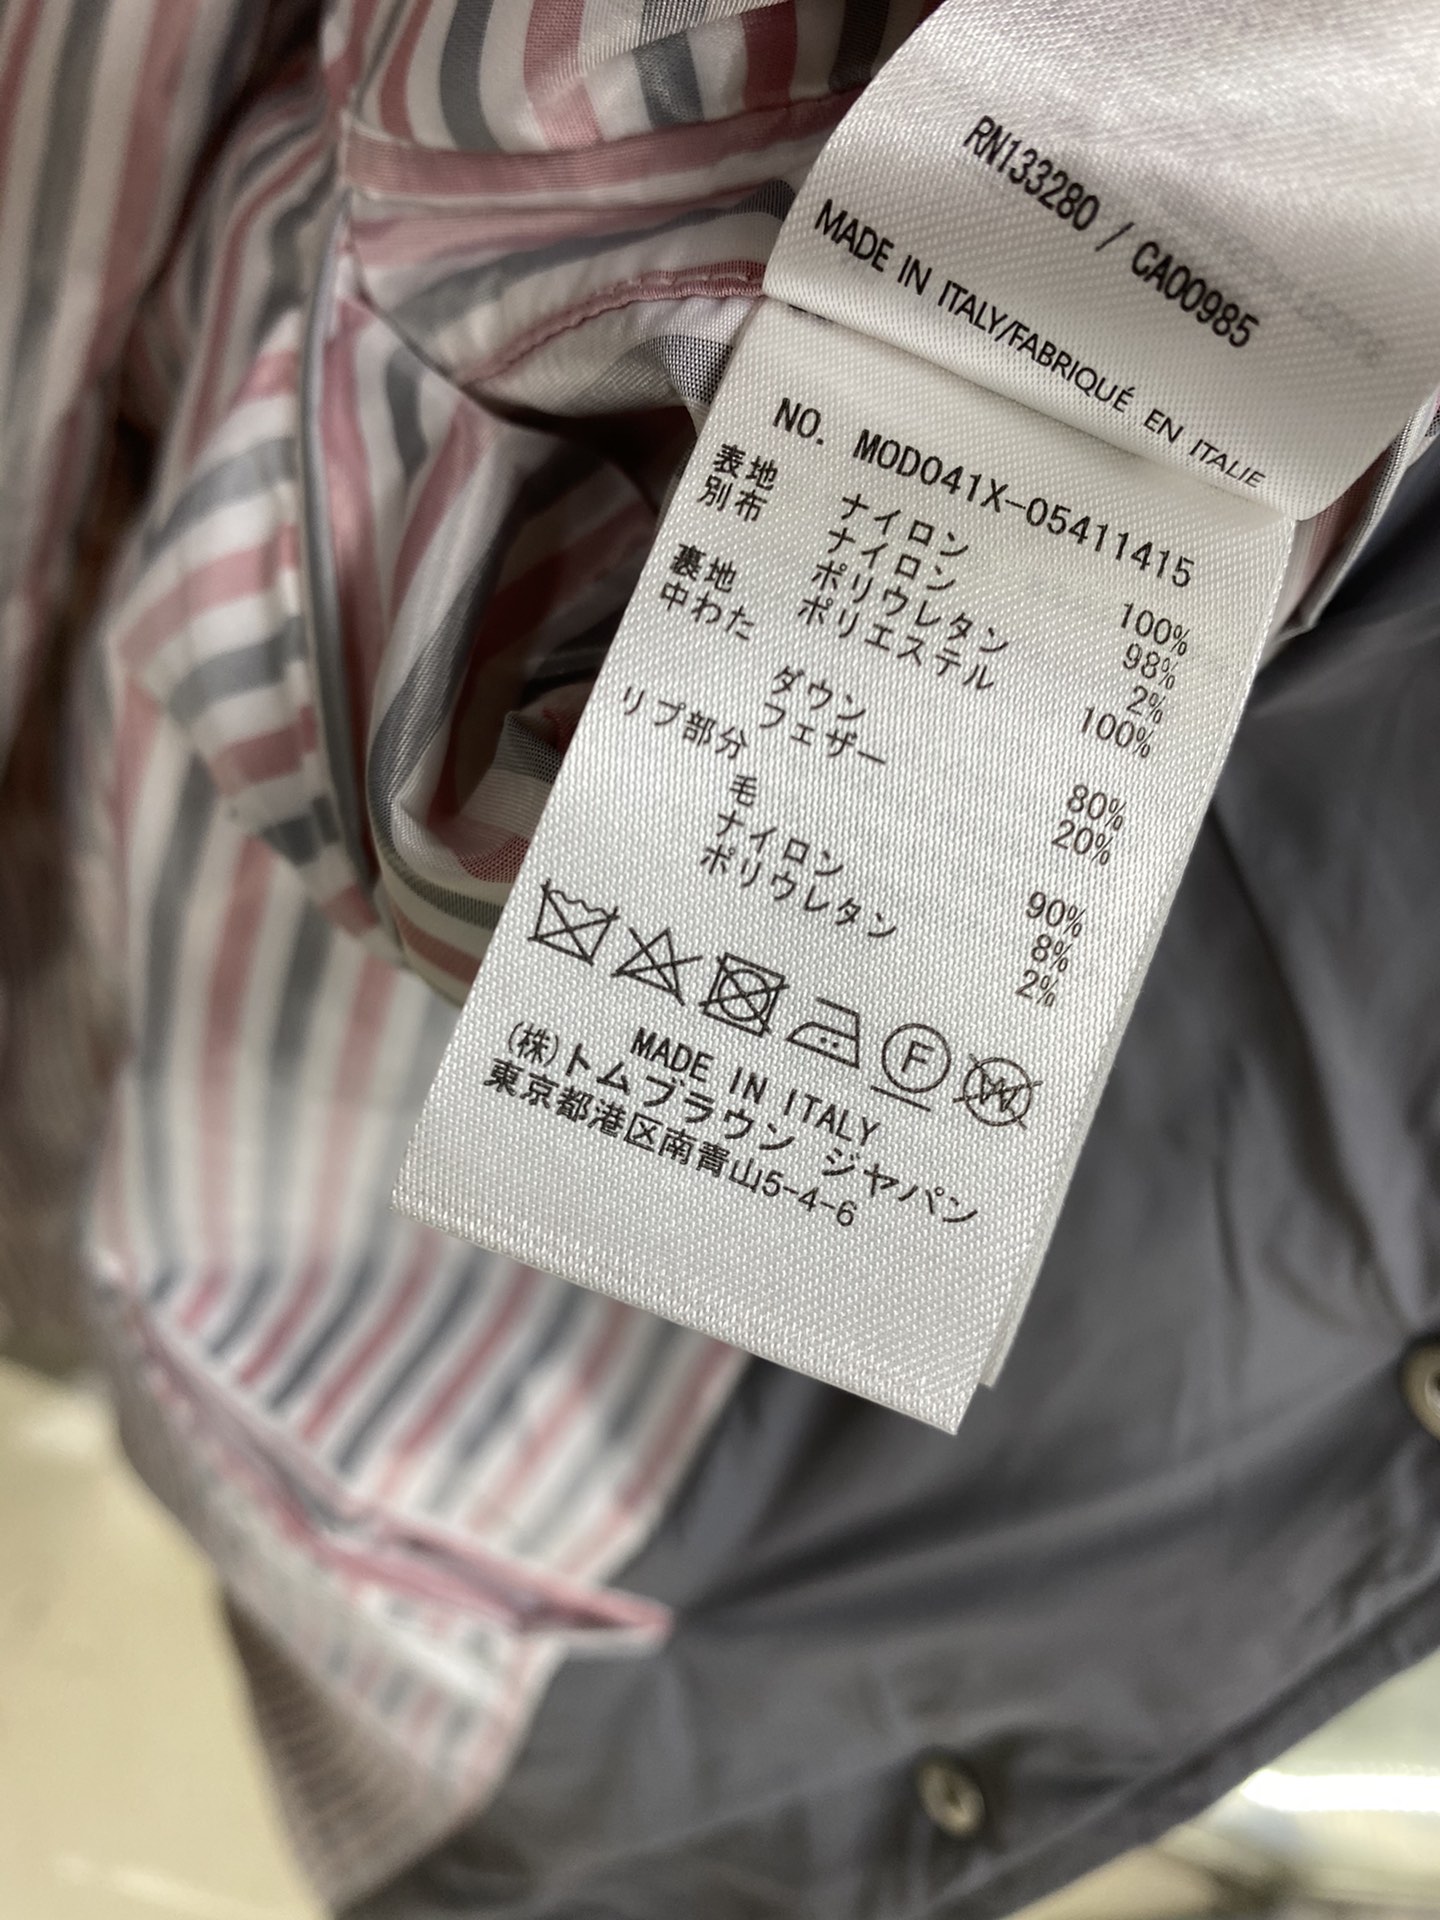 RN133280 / CA00985
MADE IN ITALY/FABRIQUÉ EN ITALIE
NO. MOD041X-05411415
表地 ナイロン 100%
別布 ナイロン 98%
ポリウレタン 2%
裏地 ポリエステル 100%
中わた
ダウン 80%
フェザー 20%
リブ部分
毛 90%
ナイロン 8%
ポリウレタン 2%
F W
MADE IN ITALY
(株)トムブラウン ジャパン
東京都港区南青山5-4-6